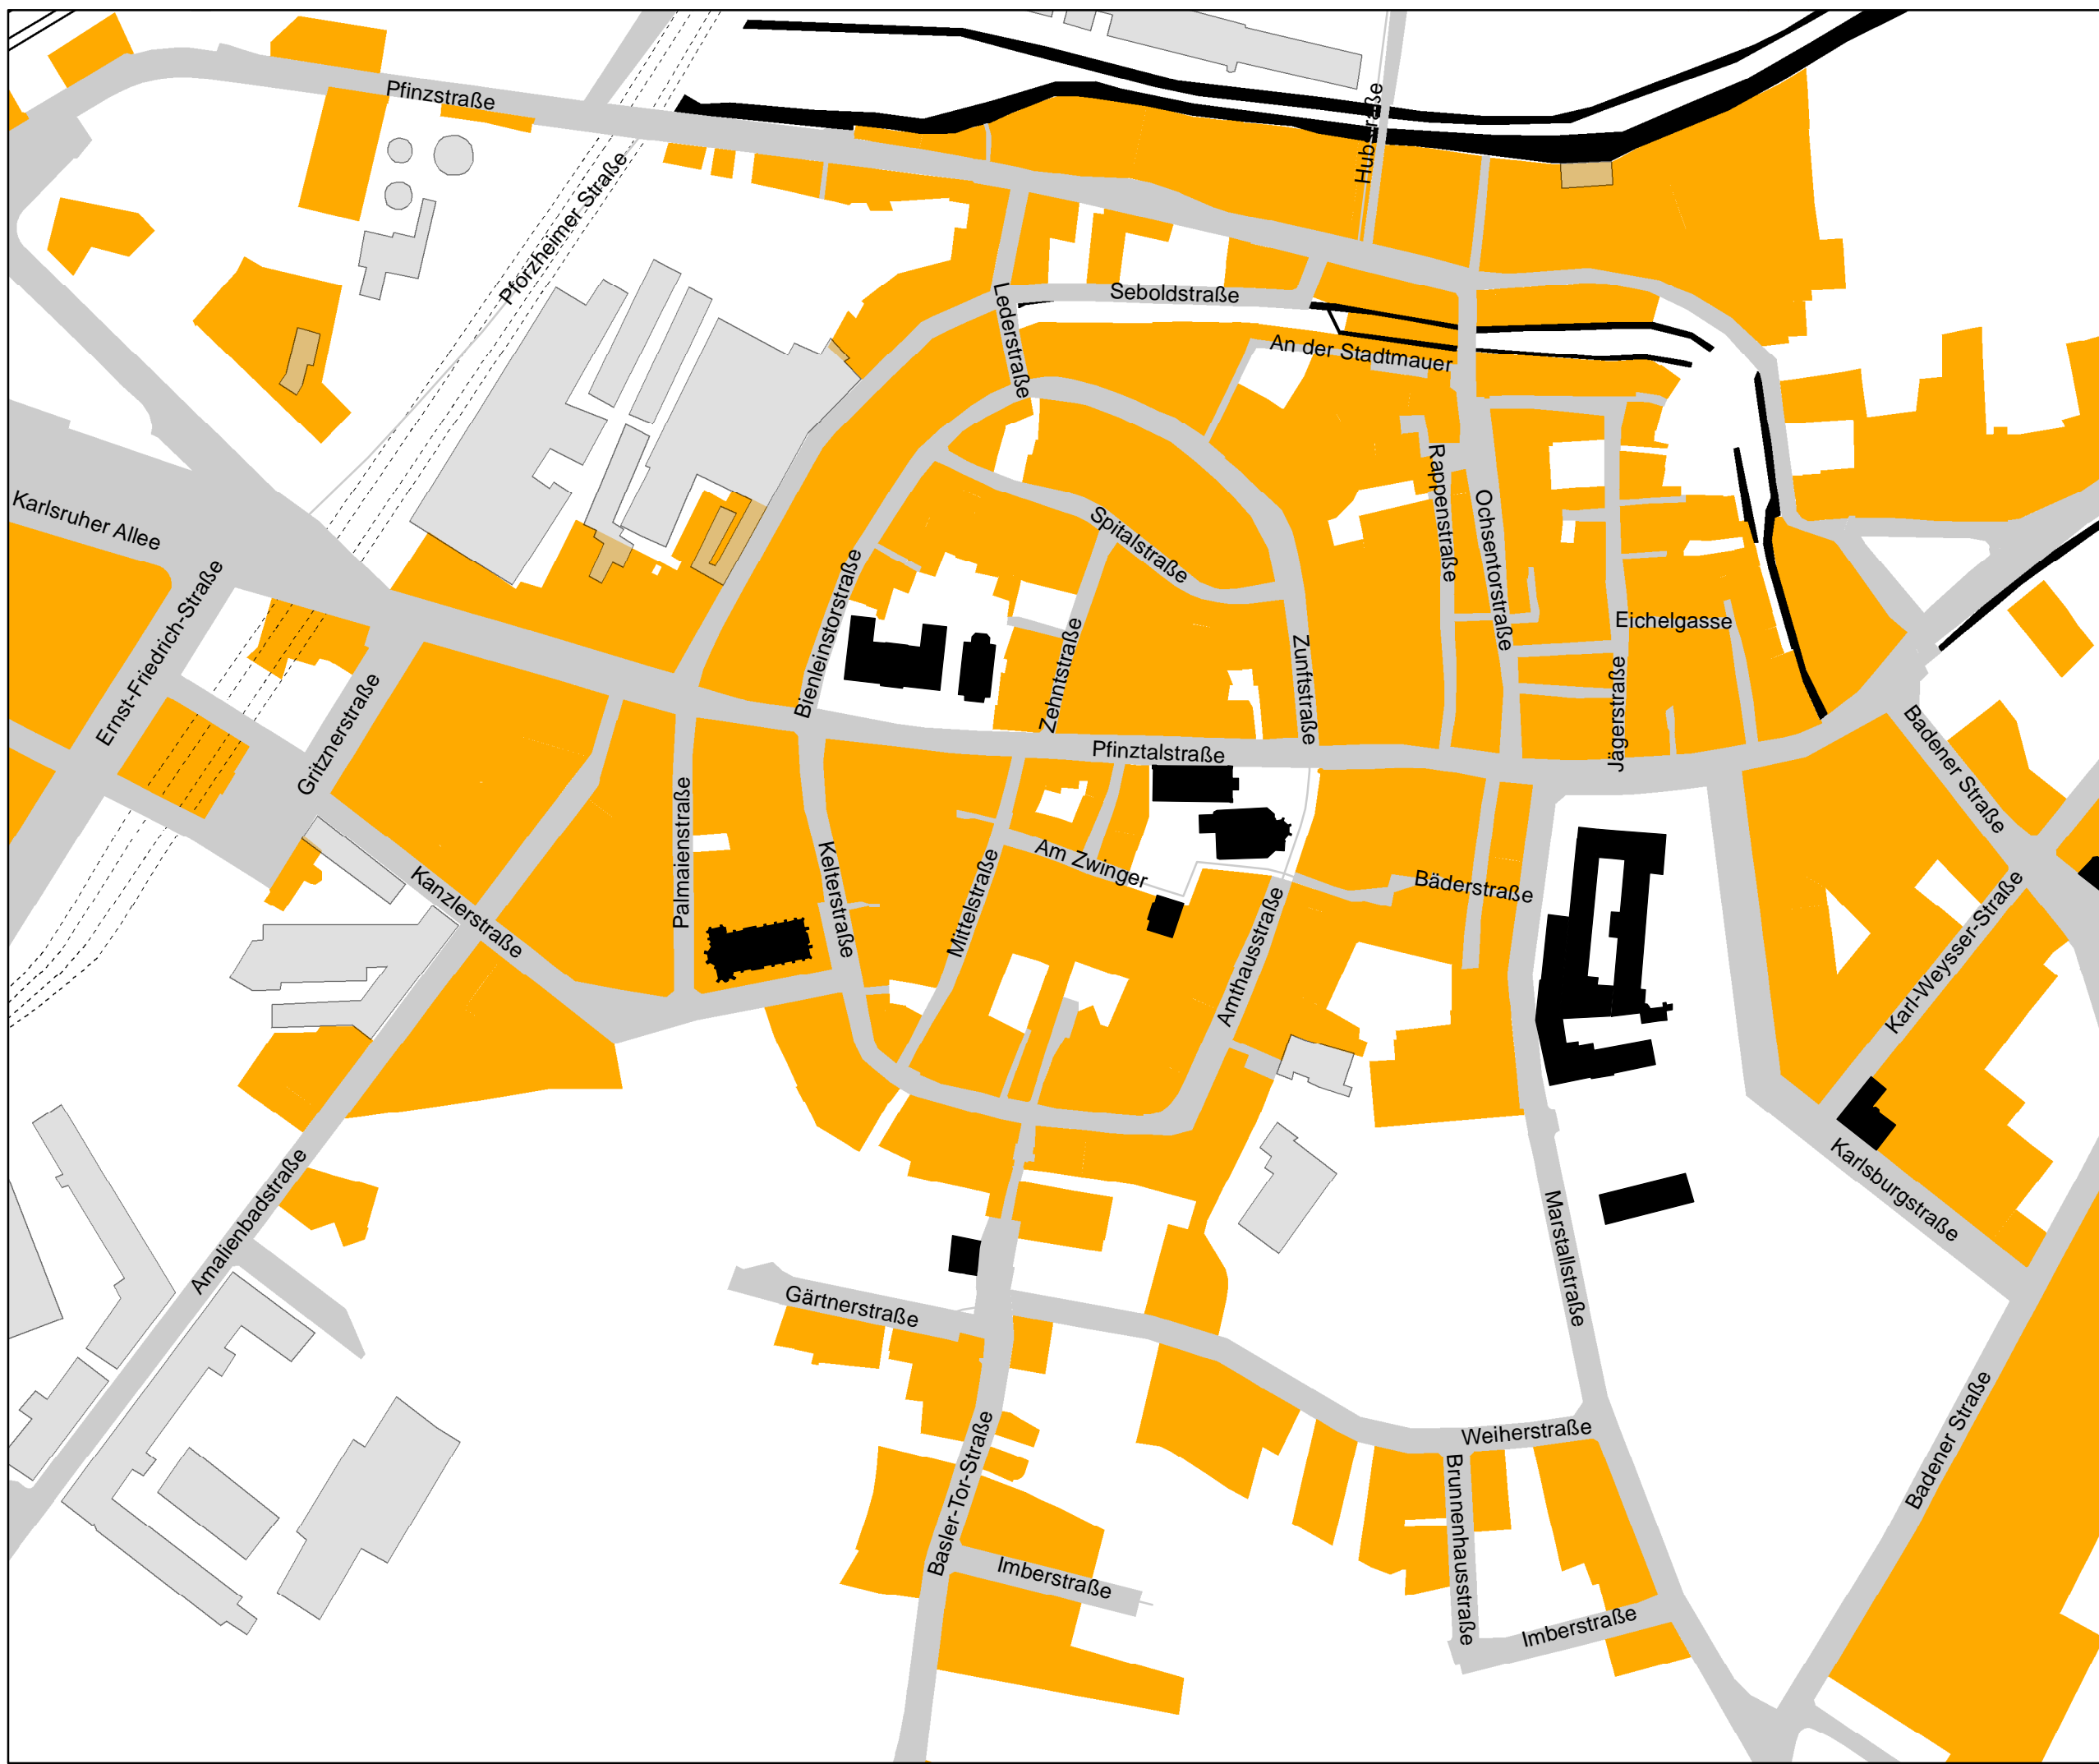 Pfinzstraße
Hubstraße
Pforzheimer Straße
Seboldstraße
Lederstraße
An der Stadtmauer
Karlsruher Allee
Rappenstraße
Ochsentorstraße
Spitalstraße
Ernst-Friedrich-Straße
Bienleinstorstraße
Eichelgasse
Zehntstraße
Zunftstraße
Jägerstraße
Gritznerstraße
Pfinztalstraße
Badener Straße
Palmaienstraße
Kelterstraße
Am Zwinger
Kanzlerstraße
Mittelstraße
Bäderstraße
Amthausstraße
Karl-Weysser-Straße
Amalienbadstraße
Karlsburgstraße
Marstallstraße
Gärtnerstraße
Weiherstraße
Badener Straße
Basler-Tor-Straße
Brunnenhausstraße
Imberstraße
Imberstraße